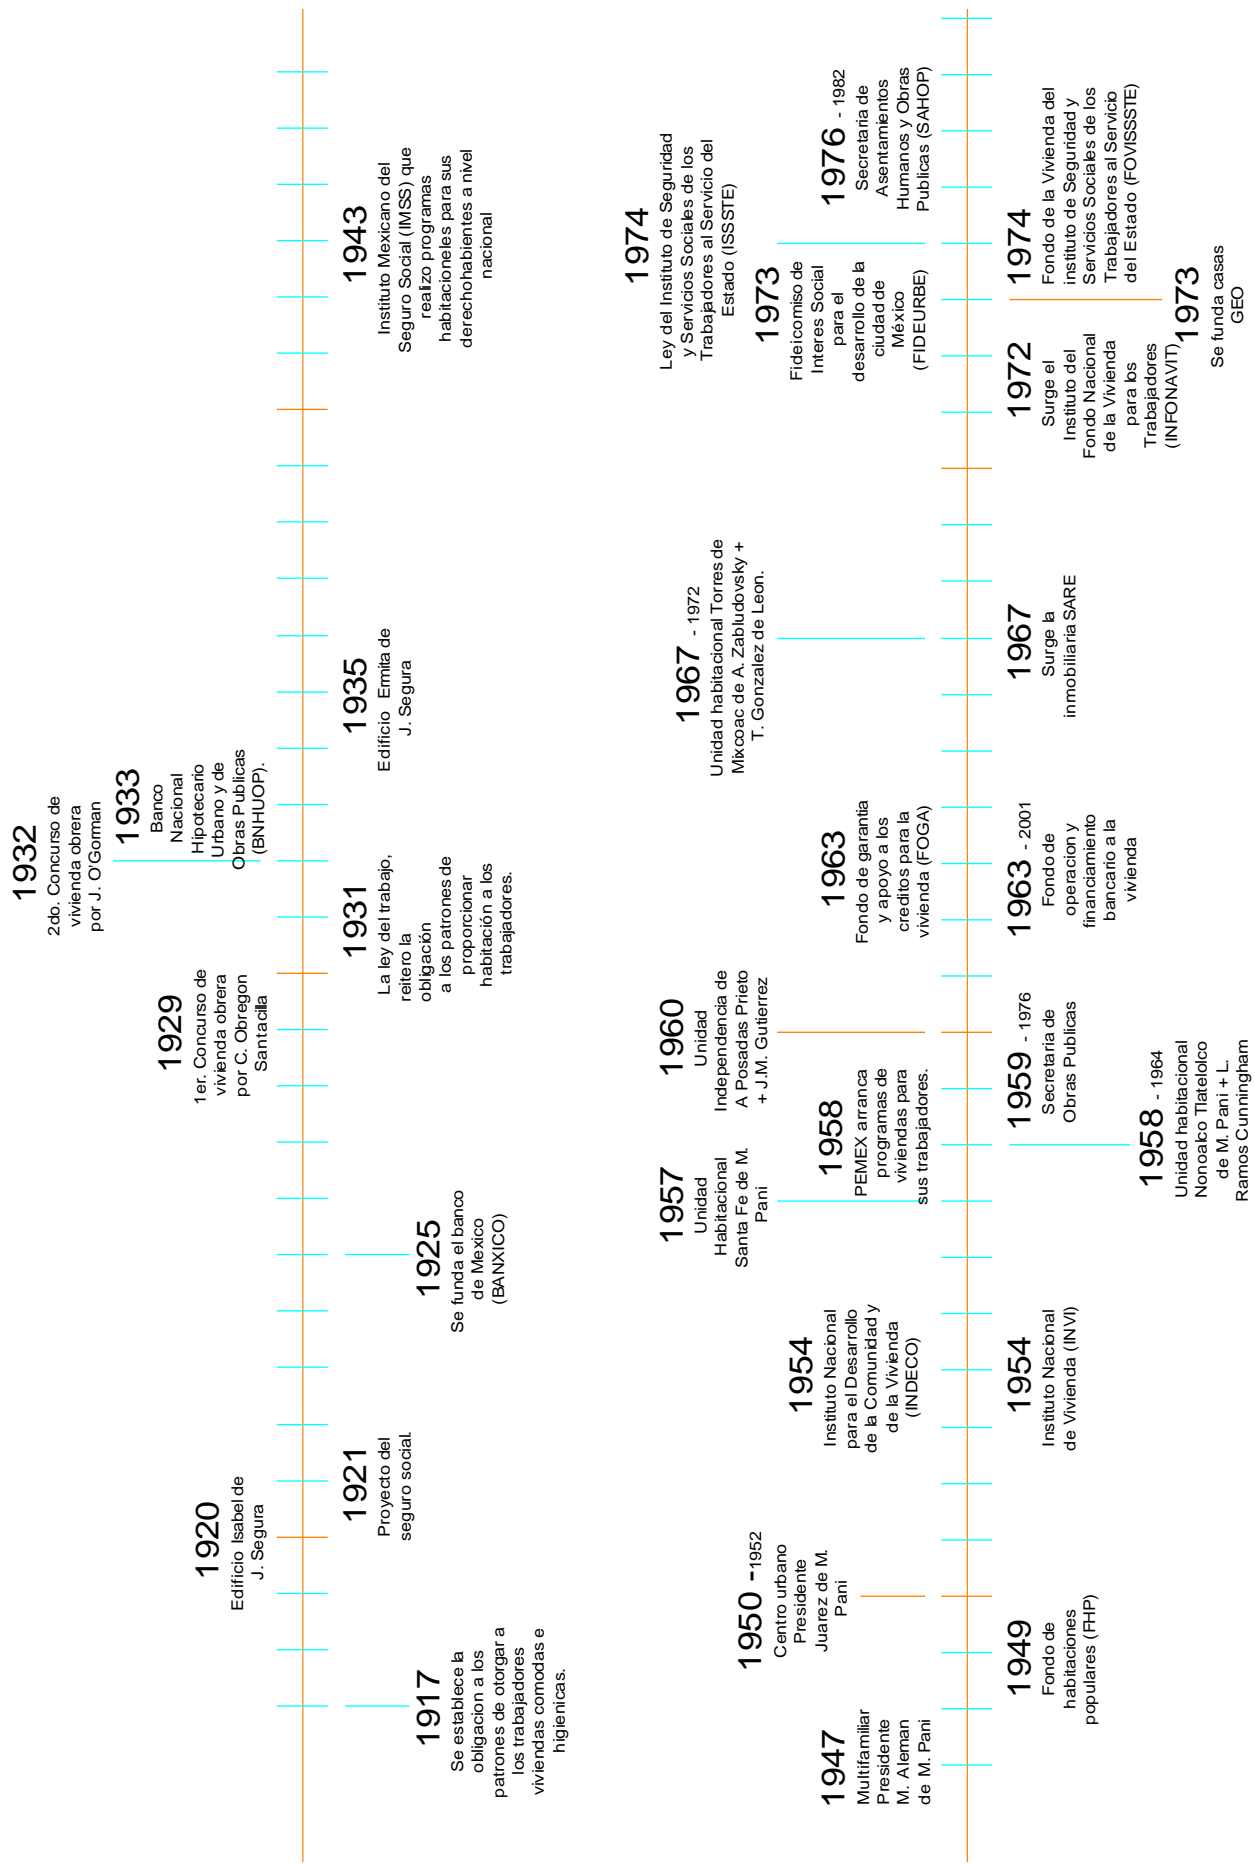 1917
Se establece la
obligacion a los
patrones de otorgar a
los trabajadores
viviendas comodas e
higienicas.
1920
Edificio Isabel de
J. Segura
1921
Proyecto del
seguro social.
1925
Se funda el banco
de Mexico
(BANXICO)
1929
1er. Concurso de
vivienda obrera
por C. Obregon
Santacilla
1931
La ley del trabajo,
reitero la
obligación
a los patrones de
proporcionar
habitación a los
trabajadores.
1932
2do. Concurso de
vivienda obrera
por J. O'Gorman
1933
Banco
Nacional
Hipotecario
Urbano y de
Obras Publicas
(BNHUOP).
1935
Edificio Ermita de
J. Segura
1943
Instituto Mexicano del
Seguro Social (IMSS) que
realizo programas
habitacioneles para sus
derechohabientes a nivel
nacional
1947
Multifamiliar
Presidente
M. Aleman
de M. Pani
1949
Fondo de
habitaciones
populares (FHP)
1950 -1952
Centro urbano
Presidente
Juarez de M.
Pani
1954
Instituto Nacional
para el Desarrollo
de la Comunidad y
de la Vivienda
(INDECO)
1954
Instituto Nacional
de Vivienda (INVI)
1957
Unidad
Habitacional
Santa Fe de M.
Pani
1958
PEMEX arranca
programas de
viviendas para
sus trabajadores.
1958 - 1964
Unidad habitacional
Nonoalco Tlatelolco
de M. Pani + L.
Ramos Cunningham
1959 - 1976
Secretaria de
Obras Publicas
1960
Unidad
Independencia de
A Posadas Prieto
+ J.M. Gutierrez
1963
Fondo de garantia
y apoyo a los
creditos para la
vivienda (FOGA)
1963 - 2001
Fondo de
operacion y
financiamiento
bancario a la
vivienda
1967 - 1972
Unidad habitacional Torres de
Mixcoac de A. Zabludovsky +
T. Gonzalez de Leon.
1967
Surge la
inmobiliaria SARE
1972
Surge el
Instituto del
Fondo Nacional
de la Vivienda
para los
Trabajadores
(INFONAVIT)
1973
Fideicomiso de
Interes Social
para el
desarrollo de la
ciudad de
México
(FIDEURBE)
1973
Se funda casas
GEO
1974
Ley del Instituto de Seguridad
y Servicios Sociales de los
Trabajadores al Servicio del
Estado (ISSSTE)
1974
Fondo de la Vivienda del
instituto de Seguridad y
Servicios Sociales de los
Trabajadores al Servicio
del Estado (FOVISSSTE)
1976 - 1982
Secretaria de
Asentamientos
Humanos y Obras
Publicas (SAHOP)